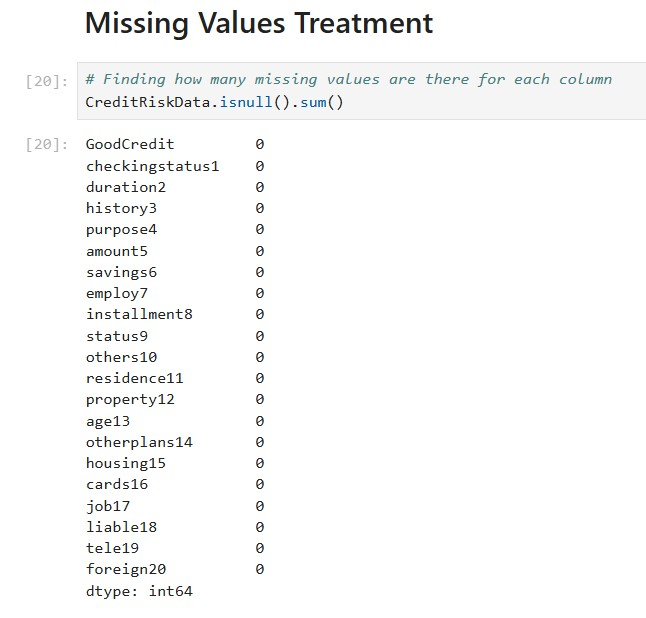 Missing Values Treatment
[20]: # Finding how many missing values are there for each column
CreditRiskData.isnull().sum()
[20]: GoodCredit 0
checkingstatus1 0
duration2 0
history3 0
purpose4 0
amount5 0
savings6 0
employ7 0
installment8 0
status9 0
others10 0
residence11 0
property12 0
age13 0
otherplans14 0
housing15 0
cards16 0
job17 0
liable18 0
tele19 0
foreign20 0
dtype: int64